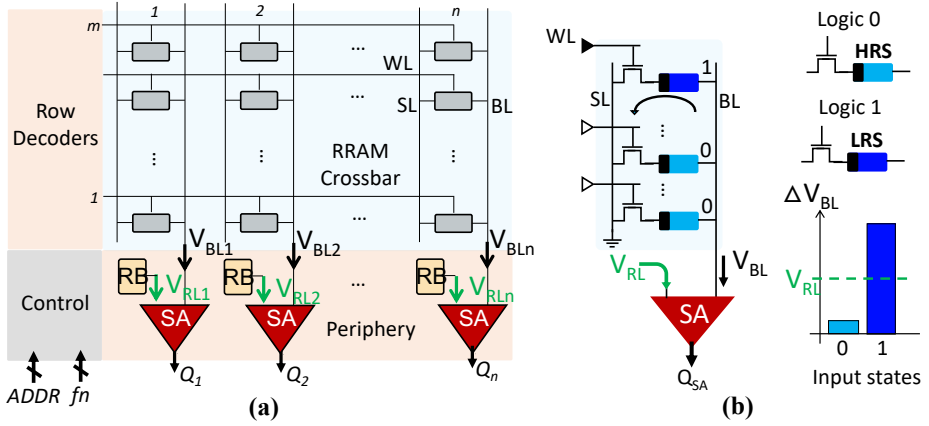 1 2 n
m
...
WL
...
SL BL
Row
Decoders
RRAM
Crossbar
1
...
V_BL1 V_BL2 V_BLn
RB RB RB
V_RL1 V_RL2 V_RLn
Control
SA SA SA
Periphery
Q_1 Q_2 Q_n
ADDR fn
(a)
WL
1
SL BL
...
0
...
0
V_RL
V_BL
SA
Q_SA
(b)
Logic 0
HRS
Logic 1
LRS
ΔV_BL
V_RL
0 1
Input states